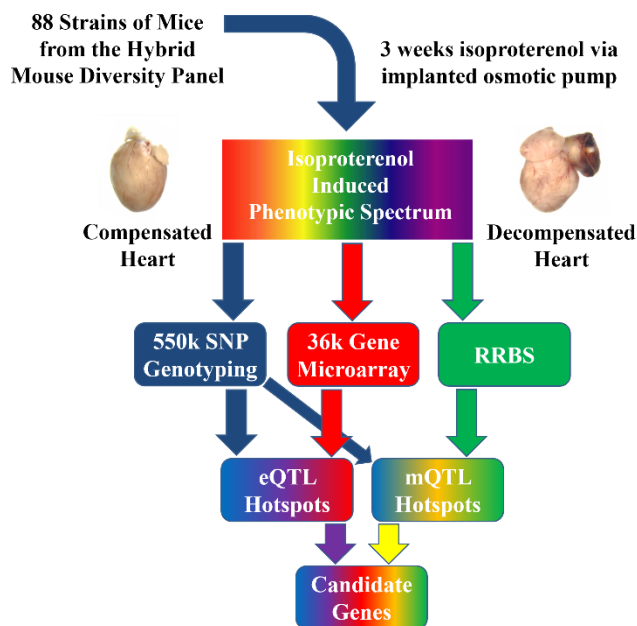 88 Strains of Mice
from the Hybrid
Mouse Diversity Panel
3 weeks isoproterenol via
implanted osmotic pump
Isoproterenol
Induced
Phenotypic Spectrum
Compensated
Heart
Decompensated
Heart
550k SNP
Genotyping
36k Gene
Microarray
RRBS
eQTL
Hotspots
mQTL
Hotspots
Candidate
Genes